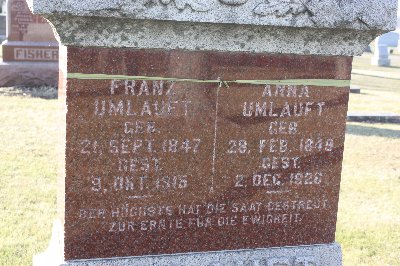 FISHER
FRANZ
UMLAUFT
GEB.
21. SEPT. 1847
GEST.
9. OKT. 1915
ANNA
UMLAUFT
GEB.
28. FEB. 1849
GEST.
2. DEC. 1926
DER HÖCHSTE HAT DIE SAAT GESTREUT
ZUR ERNTE FÜR DIE EWIGKEIT.